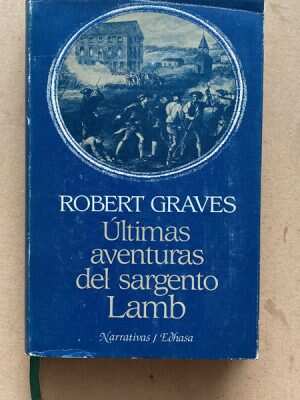 ROBERT GRAVES
Últimas
aventuras
del sargento
Lamb
Narrativas / Edhasa